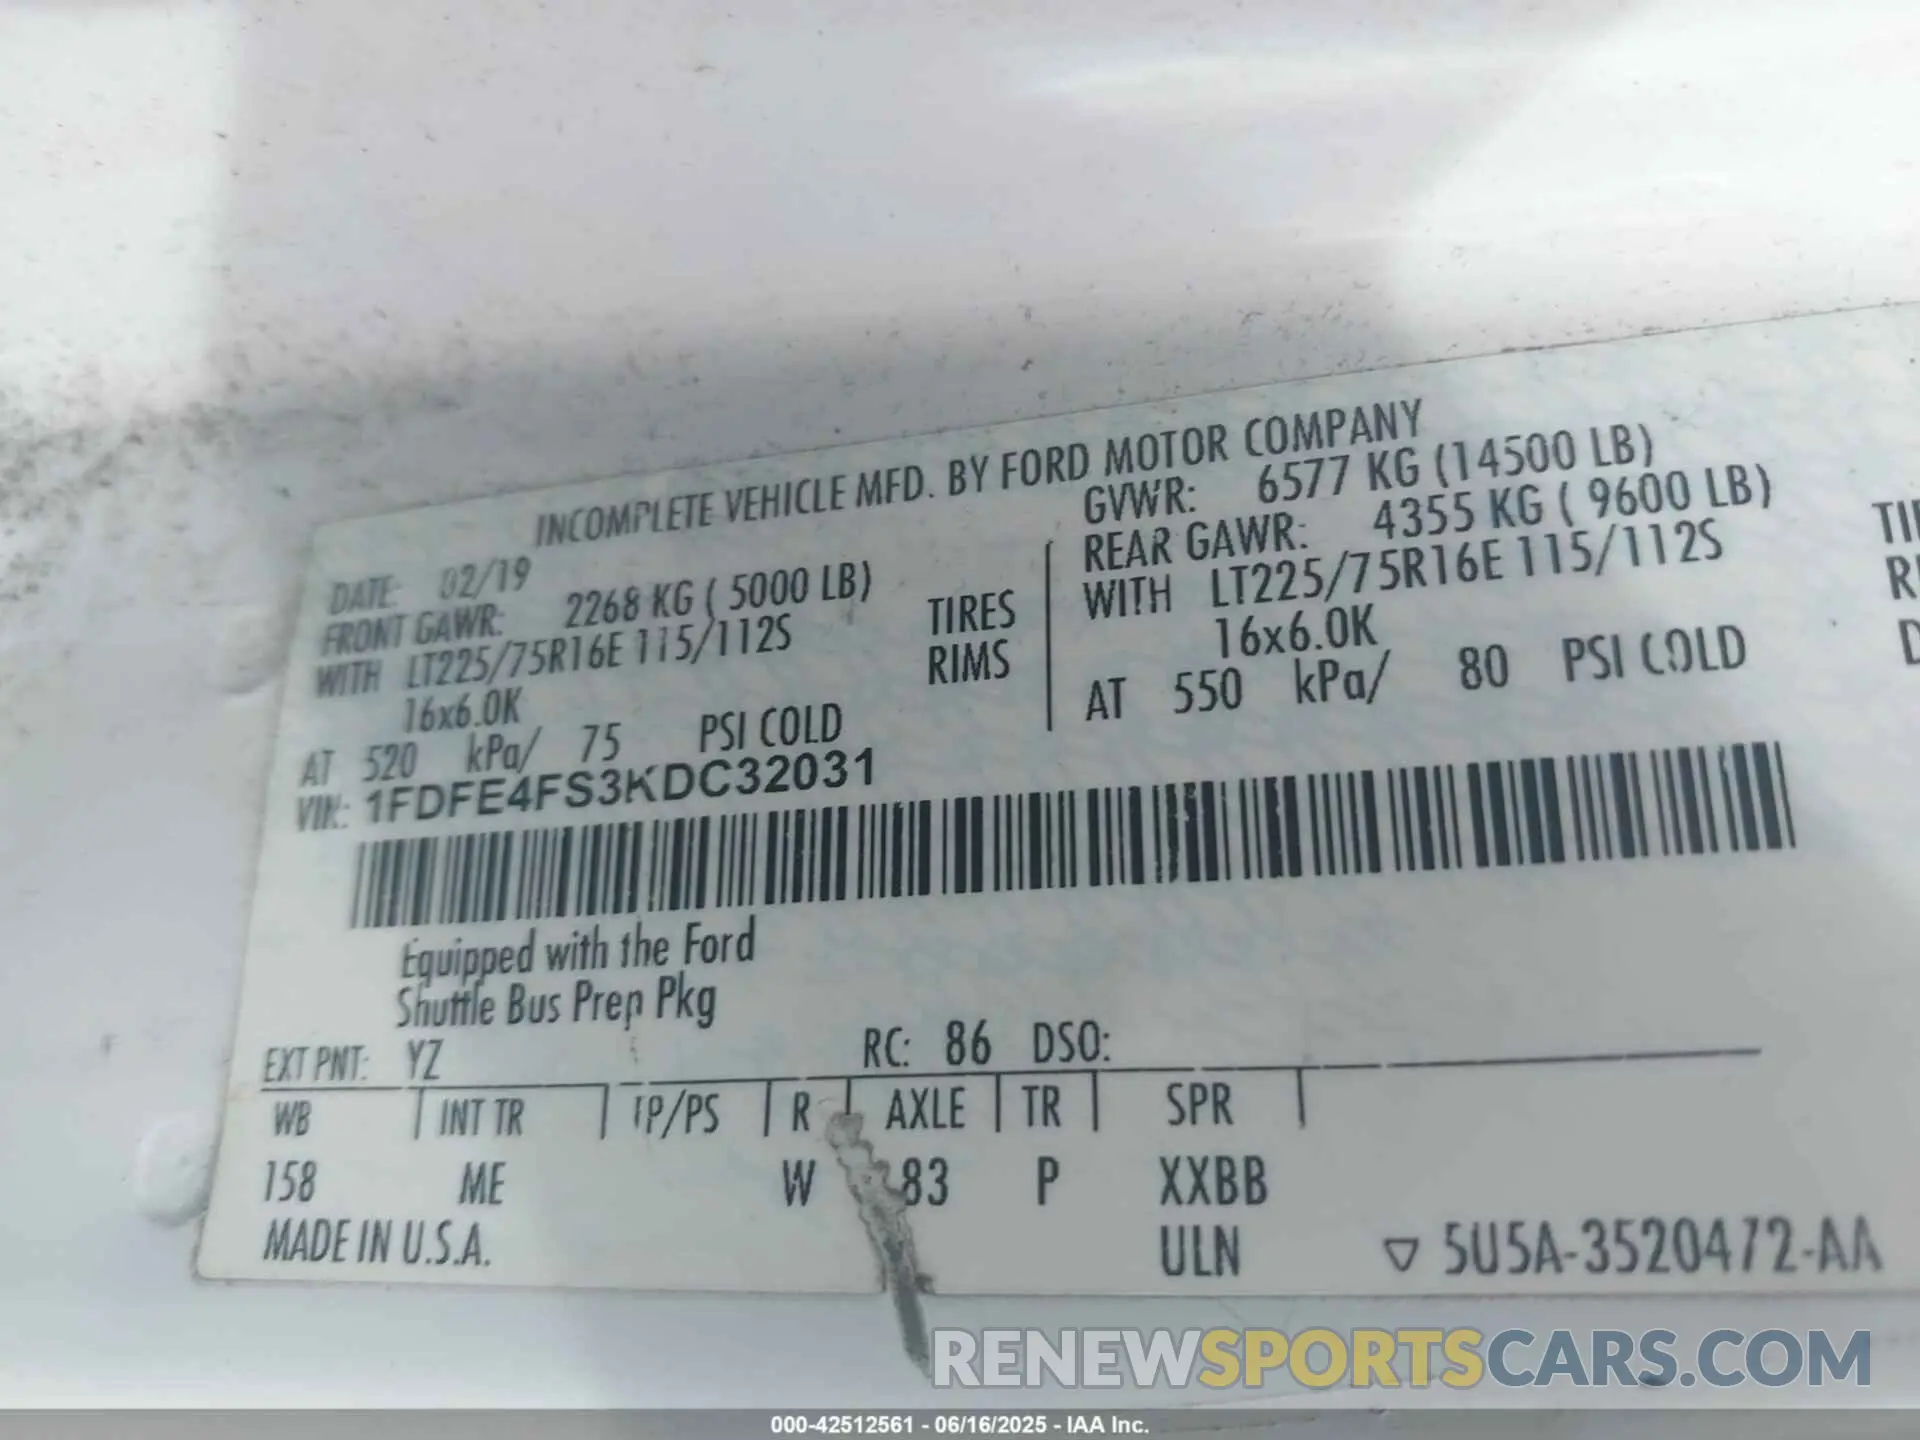 INCOMPLETE VEHICLE MFD. BY FORD MOTOR COMPANY
DATE: 02/19
GVWR: 6577 KG (14500 LB)
FRONT GAWR: 2268 KG ( 5000 LB)
REAR GAWR: 4355 KG ( 9600 LB)
WITH LT225/75R16E 115/112S TIRES
WITH LT225/75R16E 115/112S
16x6.0K RIMS
16x6.0K
AT 520 kPa/ 75 PSI COLD
AT 550 kPa/ 80 PSI COLD
VIN: 1FDFE4FS3KDC32031
Equipped with the Ford
Shuttle Bus Prep Pkg
EXT PNT: YZ RC: 86 DSO:
WB INT TR TP/PS R AXLE TR SPR
158 ME W 83 P XXBB
MADE IN U.S.A. ULN ▽ 5U5A-3520472-AA
RENEWSPORTSCARS.COM
000-42512561 - 06/16/2025 - IAA Inc.